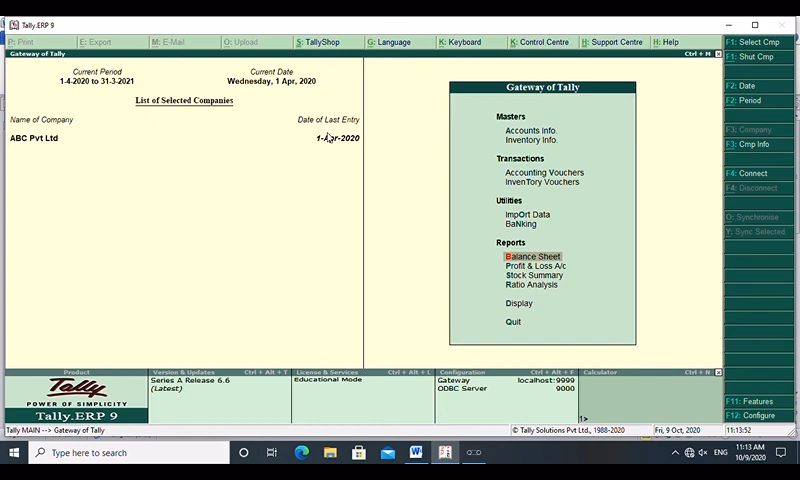 Tally.ERP 9
P: Print
E: Export
M: E-Mail
O: Upload
S: TallyShop
G: Language
K: Keyboard
K: Control Centre
H: Support Centre
H: Help
F1: Select Cmp
Gateway of Tally
Ctrl + M
F1: Shut Cmp
Current Period
Current Date
1-4-2020 to 31-3-2021
Wednesday, 1 Apr, 2020
List of Selected Companies
Name of Company
Date of Last Entry
ABC Pvt Ltd
1-Apr-2020
Gateway of Tally
Masters
Accounts Info.
Inventory Info.
Transactions
Accounting Vouchers
InvenTory Vouchers
Utilities
ImpOrt Data
BaNking
Reports
Balance Sheet
Profit & Loss A/c
Stock Summary
Ratio Analysis
Display
Quit
F2: Date
F2: Period
F3: Company
F3: Cmp Info
F4: Connect
F4: Disconnect
O: Synchronise
Y: Sync Selected
F11: Features
F12: Configure
Product
Tally
POWER OF SIMPLICITY
Tally.ERP 9
Version & Updates
Ctrl + Alt + T
Series A Release 6.6
(Latest)
License & Services
Ctrl + Alt + L
Educational Mode
Configuration
Ctrl + Alt + F
Gateway
localhost:9999
ODBC Server
9000
Calculator
Ctrl + N
1>
Tally MAIN --> Gateway of Tally
© Tally Solutions Pvt. Ltd., 1988-2020
Fri, 9 Oct, 2020
11:13:52
Type here to search
ENG
11:13 AM
10/9/2020